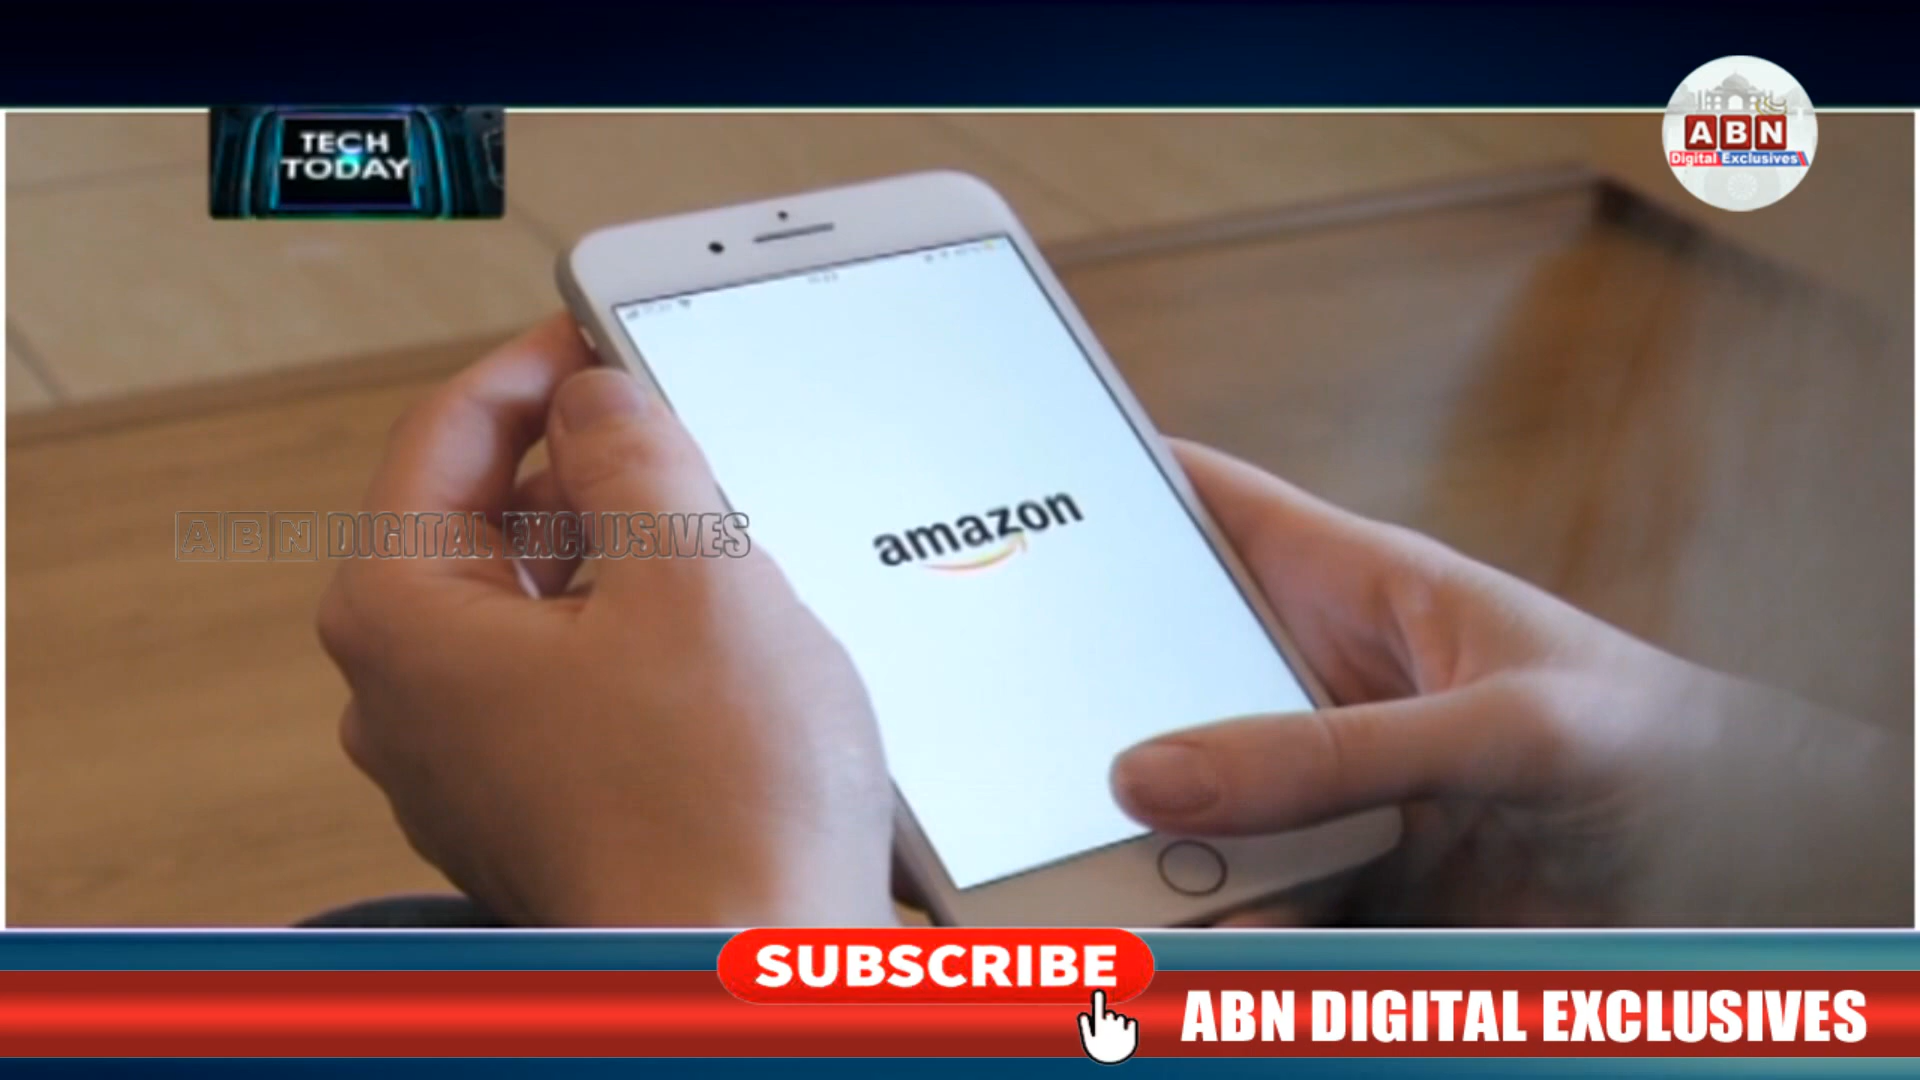 TECH
TODAY
ABN
Digital Exclusives
ABN DIGITAL EXCLUSIVES
amazon
SUBSCRIBE
ABN DIGITAL EXCLUSIVES